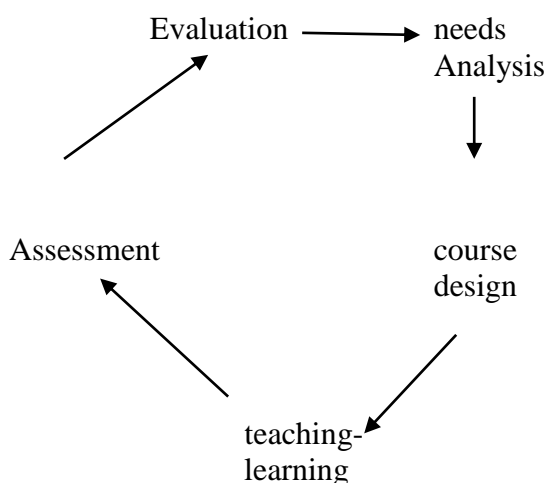 Evaluation
needs
Analysis
Assessment
course
design
teaching-
learning